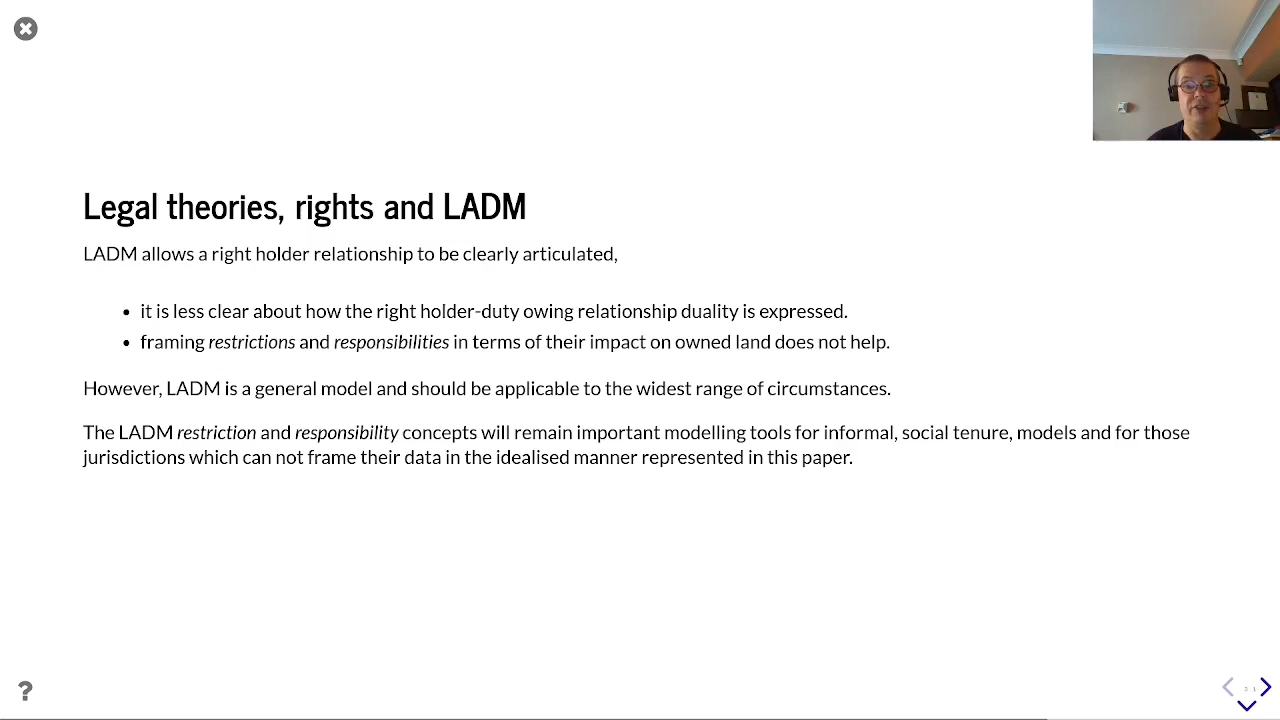 Legal theories, rights and LADM
LADM allows a right holder relationship to be clearly articulated,
• it is less clear about how the right holder-duty owing relationship duality is expressed.
• framing restrictions and responsibilities in terms of their impact on owned land does not help.
However, LADM is a general model and should be applicable to the widest range of circumstances.
The LADM restriction and responsibility concepts will remain important modelling tools for informal, social tenure, models and for those
jurisdictions which can not frame their data in the idealised manner represented in this paper.
?